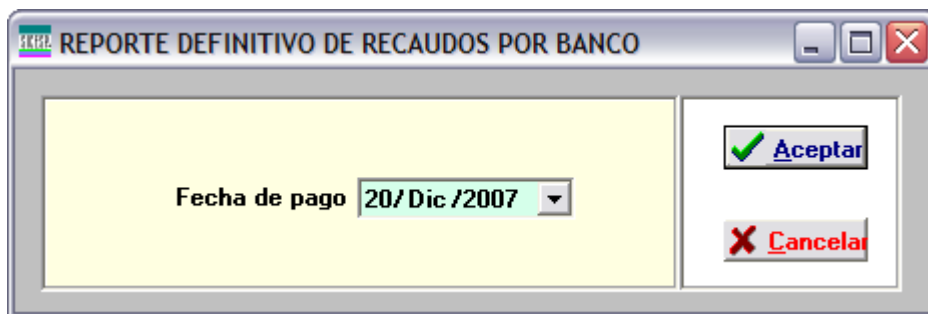 REPORTE DEFINITIVO DE RECAUDOS POR BANCO
Aceptar
Fecha de pago 20/ Dic /2007
Cancelar